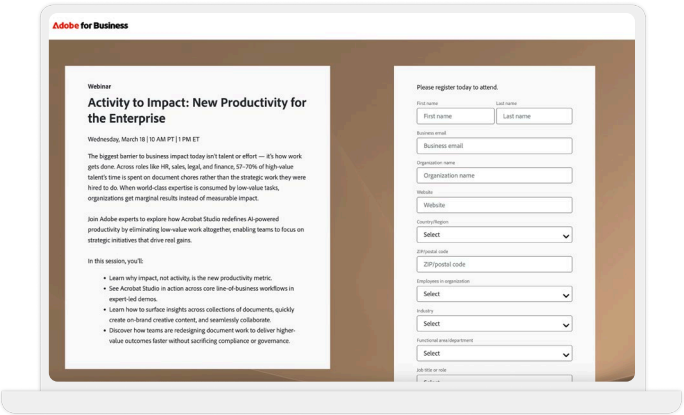 Adobe for Business
Webinar
Activity to Impact: New Productivity for
the Enterprise
Wednesday, March 18 | 10 AM PT | 1 PM ET
The biggest barrier to business impact today isn't talent or effort — it's how work
gets done. Across roles like HR, sales, legal, and finance, 57–70% of high-value
talent's time is spent on document chores rather than the strategic work they were
hired to do. When world-class expertise is consumed by low-value tasks,
organizations get marginal results instead of measurable impact.
Join Adobe experts to explore how Acrobat Studio redefines AI-powered
productivity by eliminating low-value work altogether, enabling teams to focus on
strategic initiatives that drive real gains.
In this session, you'll:
• Learn why impact, not activity, is the new productivity metric.
• See Acrobat Studio in action across core line-of-business workflows in
expert-led demos.
• Learn how to surface insights across collections of documents, quickly
create on-brand creative content, and seamlessly collaborate.
• Discover how teams are redesigning document work to deliver higher-
value outcomes faster without sacrificing compliance or governance.
Please register today to attend.
First name Last name
First name Last name
Business email
Business email
Organization name
Organization name
Website
Website
Country/Region
Select
ZIP/postal code
ZIP/postal code
Employees in organization
Select
Industry
Select
Functional area/department
Select
Job title or role